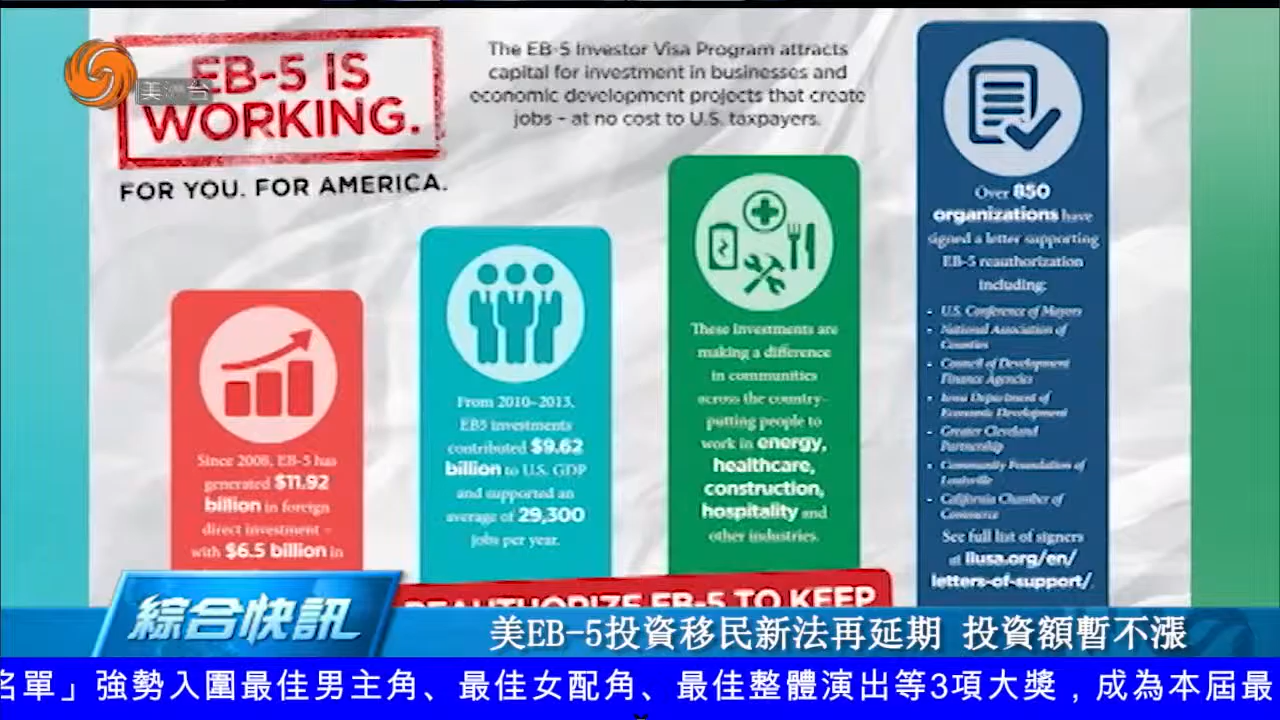 EB-5 IS
WORKING.
美洲台
FOR YOU. FOR AMERICA.
The EB-5 Investor Visa Program attracts
capital for investment in businesses and
economic development projects that create
jobs – at no cost to U.S. taxpayers.
Since 2008, EB-5 has
generated $11.92
billion in foreign
direct investment –
with $6.5 billion in
From 2010–2013,
EB5 investments
contributed $9.62
billion to U.S. GDP
and supported an
average of 29,300
jobs per year.
These investments are
making a difference
in communities
across the country–
putting people to
work in energy,
healthcare,
construction,
hospitality and
other industries.
Over 850
organizations have
signed a letter supporting
EB-5 reauthorization
including:
- U.S. Conference of Mayors
- National Association of
Counties
- Council of Development
Finance Agencies
- Iowa Department of
Economic Development
- Greater Cleveland
Partnership
- Community Foundation of
Louisville
- California Chamber of
Commerce
See full list of signers
at iiusa.org/en/
letters-of-support/
REAUTHORIZE EB-5 TO KEEP
綜合快訊
美EB-5投資移民新法再延期 投資額暫不漲
名單」強勢入圍最佳男主角、最佳女配角、最佳整體演出等3項大獎，成為本屆最